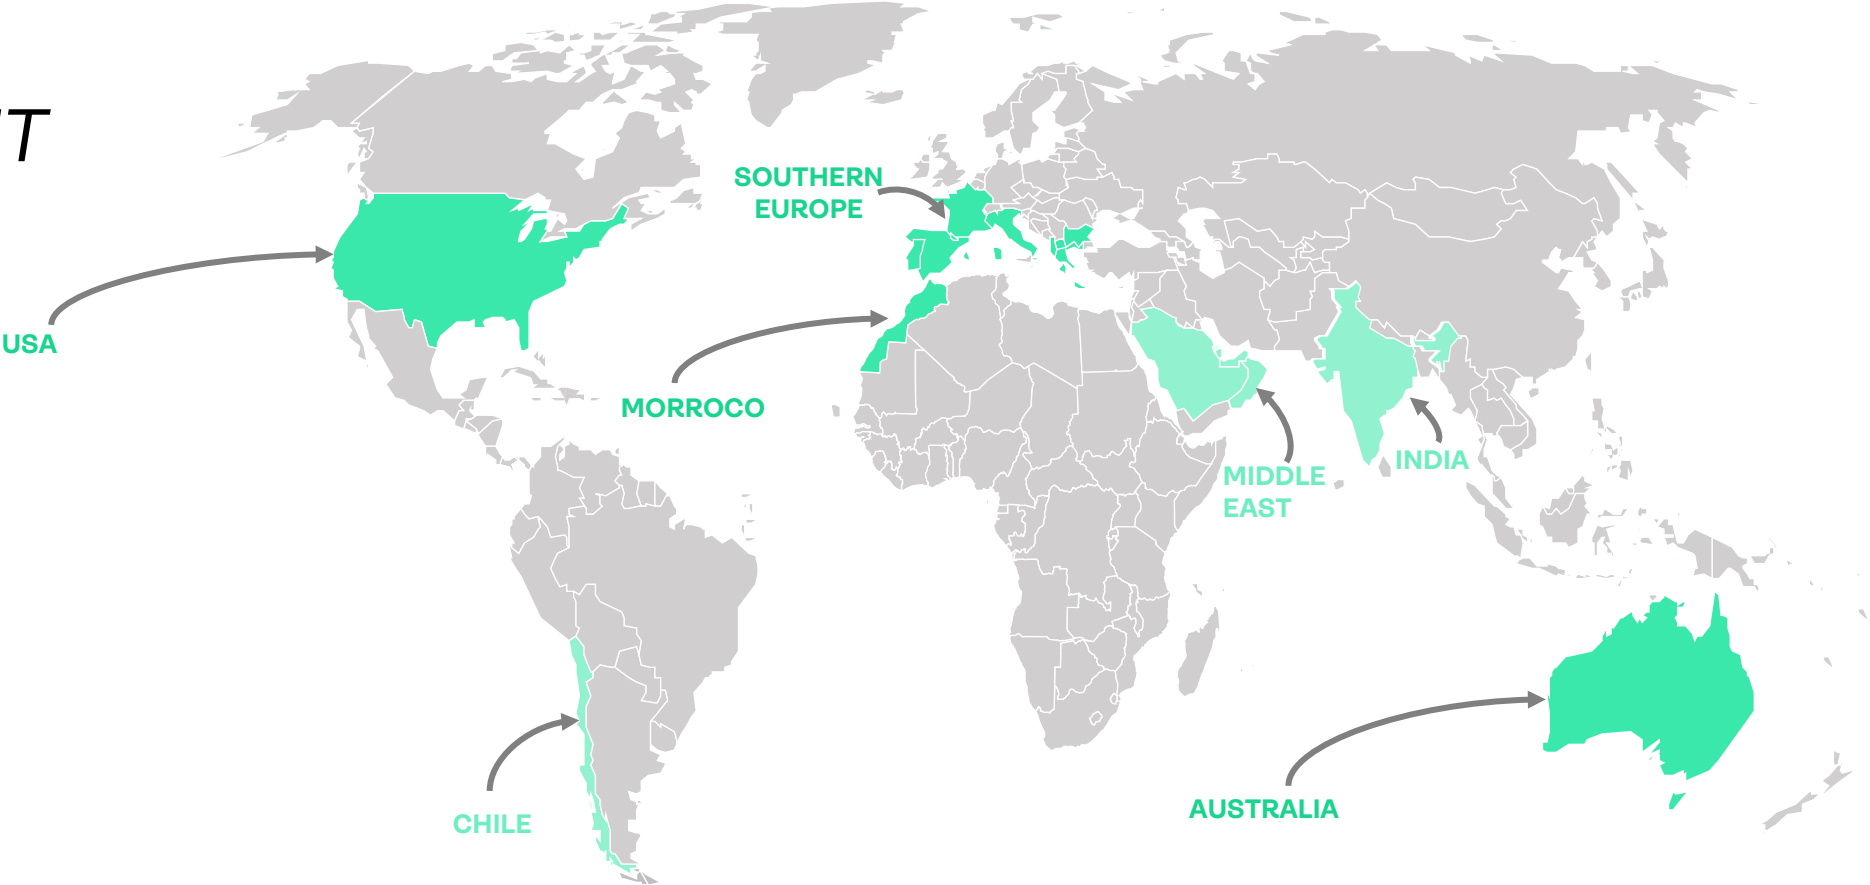 T
SOUTHERN
EUROPE
USA
MORROCO
MIDDLE
EAST
INDIA
CHILE
AUSTRALIA